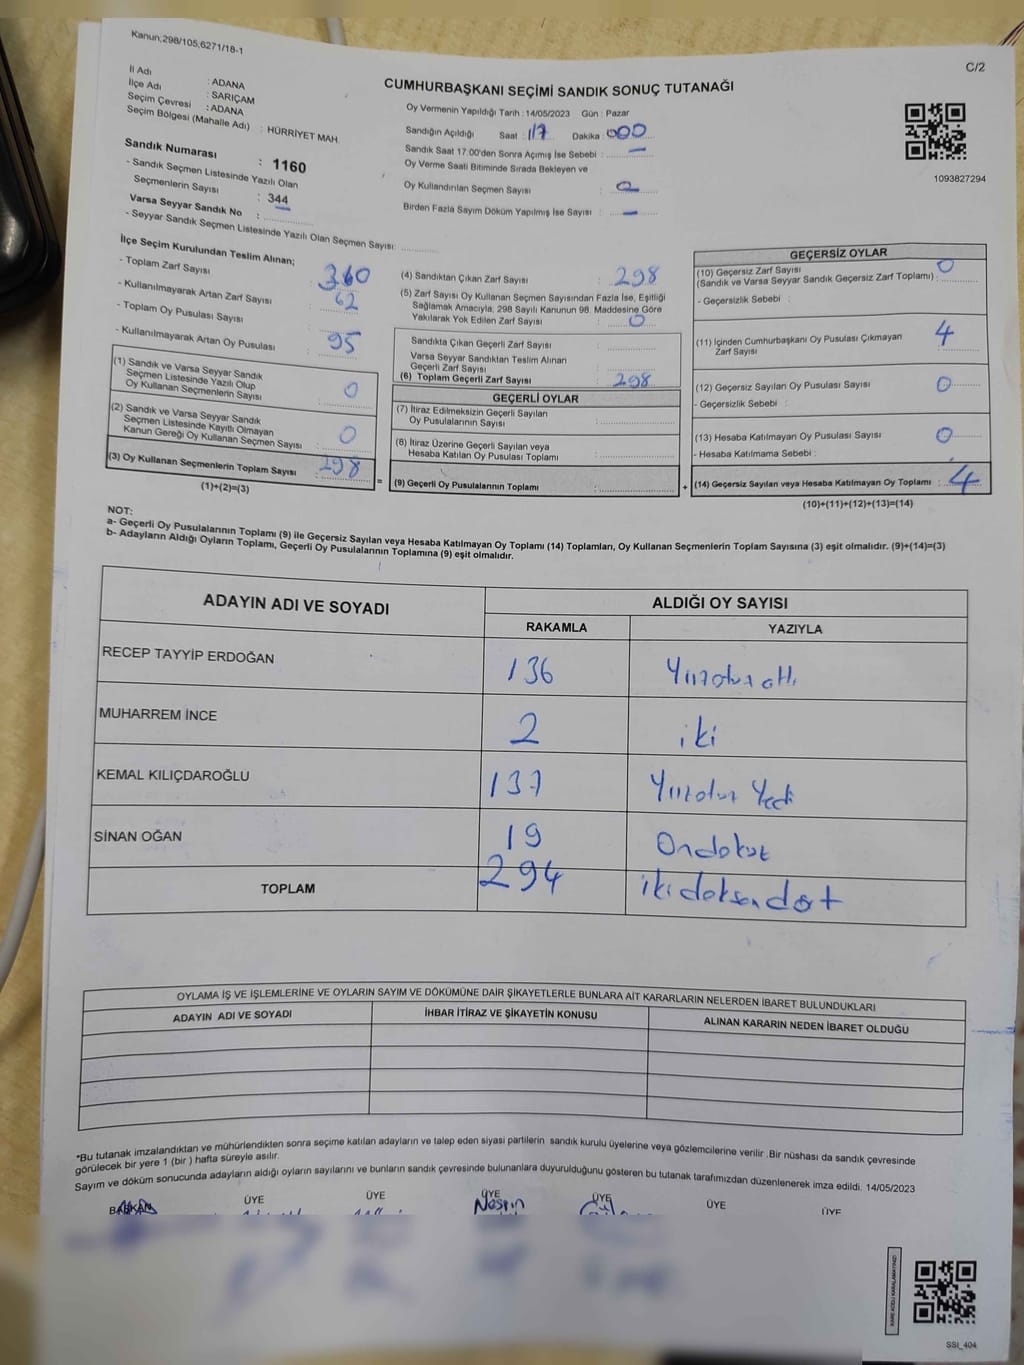 Kanun;298/105,6271/18-1
C/2
İl Adı : ADANA
İlçe Adı : SARIÇAM
Seçim Çevresi : ADANA
Seçim Bölgesi (Mahalle Adı) : HÜRRİYET MAH.
CUMHURBAŞKANI SEÇİMİ SANDIK SONUÇ TUTANAĞI
Oy Vermenin Yapıldığı Tarih : 14/05/2023 Gün : Pazar
Sandığın Açıldığı Saat : 17 Dakika : 000
Sandık Saat 17.00'den Sonra Açımış İse Sebebi : —
Oy Verme Saati Bitiminde Sırada Bekleyen ve
Oy Kullandırılan Seçmen Sayısı : 0
Birden Fazla Sayım Döküm Yapılmış İse Sayısı : —
1093827294
Sandık Numarası : 1160
- Sandık Seçmen Listesinde Yazılı Olan
Seçmenlerin Sayısı : 344
Varsa Seyyar Sandık No :
- Seyyar Sandık Seçmen Listesinde Yazılı Olan Seçmen Sayısı:
İlçe Seçim Kurulundan Teslim Alınan;
- Toplam Zarf Sayısı : 360
- Kullanılmayarak Artan Zarf Sayısı : 62
- Toplam Oy Pusulası Sayısı :
- Kullanılmayarak Artan Oy Pusulası : 95
(1) Sandık ve Varsa Seyyar Sandık
Seçmen Listesinde Yazılı Olup
Oy Kullanan Seçmenlerin Sayısı : 0
(2) Sandık ve Varsa Seyyar Sandık
Seçmen Listesinde Kayıtlı Olmayan
Kanun Gereği Oy Kullanan Seçmen Sayısı : 0
(3) Oy Kullanan Seçmenlerin Toplam Sayısı : 298
(1)+(2)=(3)
(4) Sandıktan Çıkan Zarf Sayısı : 298
(5) Zarf Sayısı Oy Kullanan Seçmen Sayısından Fazla İse, Eşitliği
Sağlamak Amacıyla; 298 Sayılı Kanunun 98. Maddesine Göre
Yakılarak Yok Edilen Zarf Sayısı : 0
Sandıkta Çıkan Geçerli Zarf Sayısı :
Varsa Seyyar Sandıktan Teslim Alınan
Geçerli Zarf Sayısı :
(6) Toplam Geçerli Zarf Sayısı : 298
GEÇERLİ OYLAR
(7) İtiraz Edilmeksizin Geçerli Sayılan
Oy Pusulalarının Sayısı :
(8) İtiraz Üzerine Geçerli Sayılan veya
Hesaba Katılan Oy Pusulası Toplamı :
= (9) Geçerli Oy Pusulalarının Toplamı : +
GEÇERSİZ OYLAR
(10) Geçersiz Zarf Sayısı
(Sandık ve Varsa Seyyar Sandık Geçersiz Zarf Toplamı) : 0
- Geçersizlik Sebebi :
(11) İçinden Cumhurbaşkanı Oy Pusulası Çıkmayan
Zarf Sayısı : 4
(12) Geçersiz Sayılan Oy Pusulası Sayısı : 0
- Geçersizlik Sebebi :
(13) Hesaba Katılmayan Oy Pusulası Sayısı : 0
- Hesaba Katılmama Sebebi :
(14) Geçersiz Sayılan veya Hesaba Katılmayan Oy Toplamı : 4
(10)+(11)+(12)+(13)=(14)
NOT:
a- Geçerli Oy Pusulalarının Toplamı (9) ile Geçersiz Sayılan veya Hesaba Katılmayan Oy Toplamı (14) Toplamları, Oy Kullanan Seçmenlerin Toplam Sayısına (3) eşit olmalıdır. (9)+(14)=(3)
b- Adayların Aldığı Oyların Toplamı, Geçerli Oy Pusulalarının Toplamına (9) eşit olmalıdır.
ADAYIN ADI VE SOYADI ALDIĞI OY SAYISI
RAKAMLA YAZIYLA
RECEP TAYYİP ERDOĞAN 136 Yüzotuz altı
MUHARREM İNCE 2 iki
KEMAL KILIÇDAROĞLU 137 Yüzotuz Yedi
SİNAN OĞAN 19 Ondokuz
TOPLAM 294 ikidoksandört
OYLAMA İŞ VE İŞLEMLERİNE VE OYLARIN SAYIM VE DÖKÜMÜNE DAİR ŞİKAYETLERLE BUNLARA AİT KARARLARIN NELERDEN İBARET BULUNDUKLARI
ADAYIN ADI VE SOYADI İHBAR İTİRAZ VE ŞİKAYETİN KONUSU ALINAN KARARIN NEDEN İBARET OLDUĞU
*Bu tutanak imzalandıktan ve mühürlendikten sonra seçime katılan adayların ve talep eden siyasi partilerin sandık kurulu üyelerine veya gözlemcilerine verilir .Bir nüshası da sandık çevresinde
görülecek bir yere 1 (bir ) hafta süreyle asılır.
Sayım ve döküm sonucunda adayların aldığı oyların sayılarını ve bunların sandık çevresinde bulunanlara duyurulduğunu gösteren bu tutanak tarafımızdan düzenlenerek imza edildi. 14/05/2023
BAŞKAN ÜYE ÜYE ÜYE ÜYE ÜYE ÜYE
KAREKODU KARALAMAYINIZ!
SSİ_404